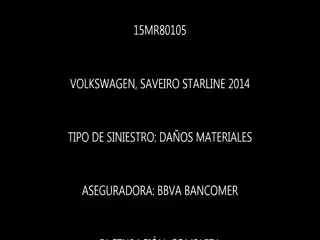 15MR80105
VOLKSWAGEN, SAVEIRO STARLINE 2014
TIPO DE SINIESTRO: DAÑOS MATERIALES
ASEGURADORA: BBVA BANCOMER